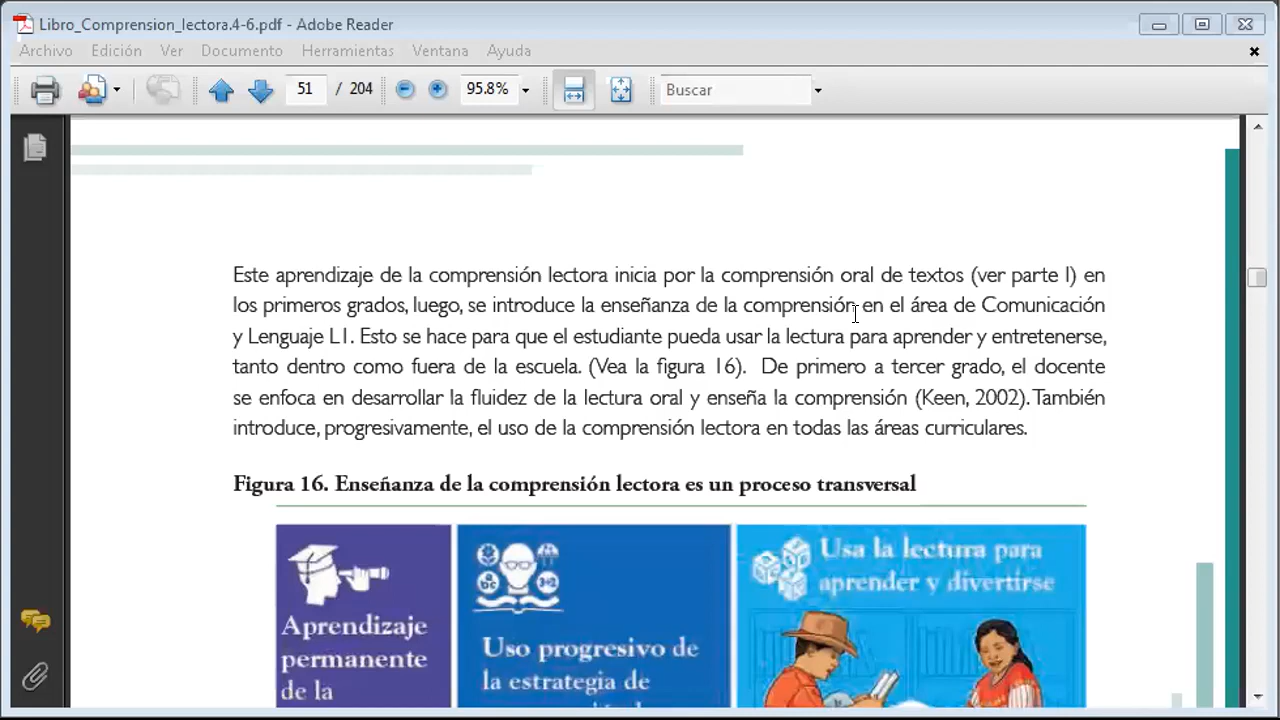 Libro_Comprension_lectora.4-6.pdf - Adobe Reader
Archivo Edición Ver Documento Herramientas Ventana Ayuda
51 / 204 95.8% Buscar
Este aprendizaje de la comprensión lectora inicia por la comprensión oral de textos (ver parte I) en
los primeros grados, luego, se introduce la enseñanza de la comprensión en el área de Comunicación
y Lenguaje L1. Esto se hace para que el estudiante pueda usar la lectura para aprender y entretenerse,
tanto dentro como fuera de la escuela. (Vea la figura 16). De primero a tercer grado, el docente
se enfoca en desarrollar la fluidez de la lectura oral y enseña la comprensión (Keen, 2002). También
introduce, progresivamente, el uso de la comprensión lectora en todas las áreas curriculares.
Figura 16. Enseñanza de la comprensión lectora es un proceso transversal
Aprendizaje
permanente
de la
Uso progresivo de
la estrategia de
Usa la lectura para
aprender y divertirse